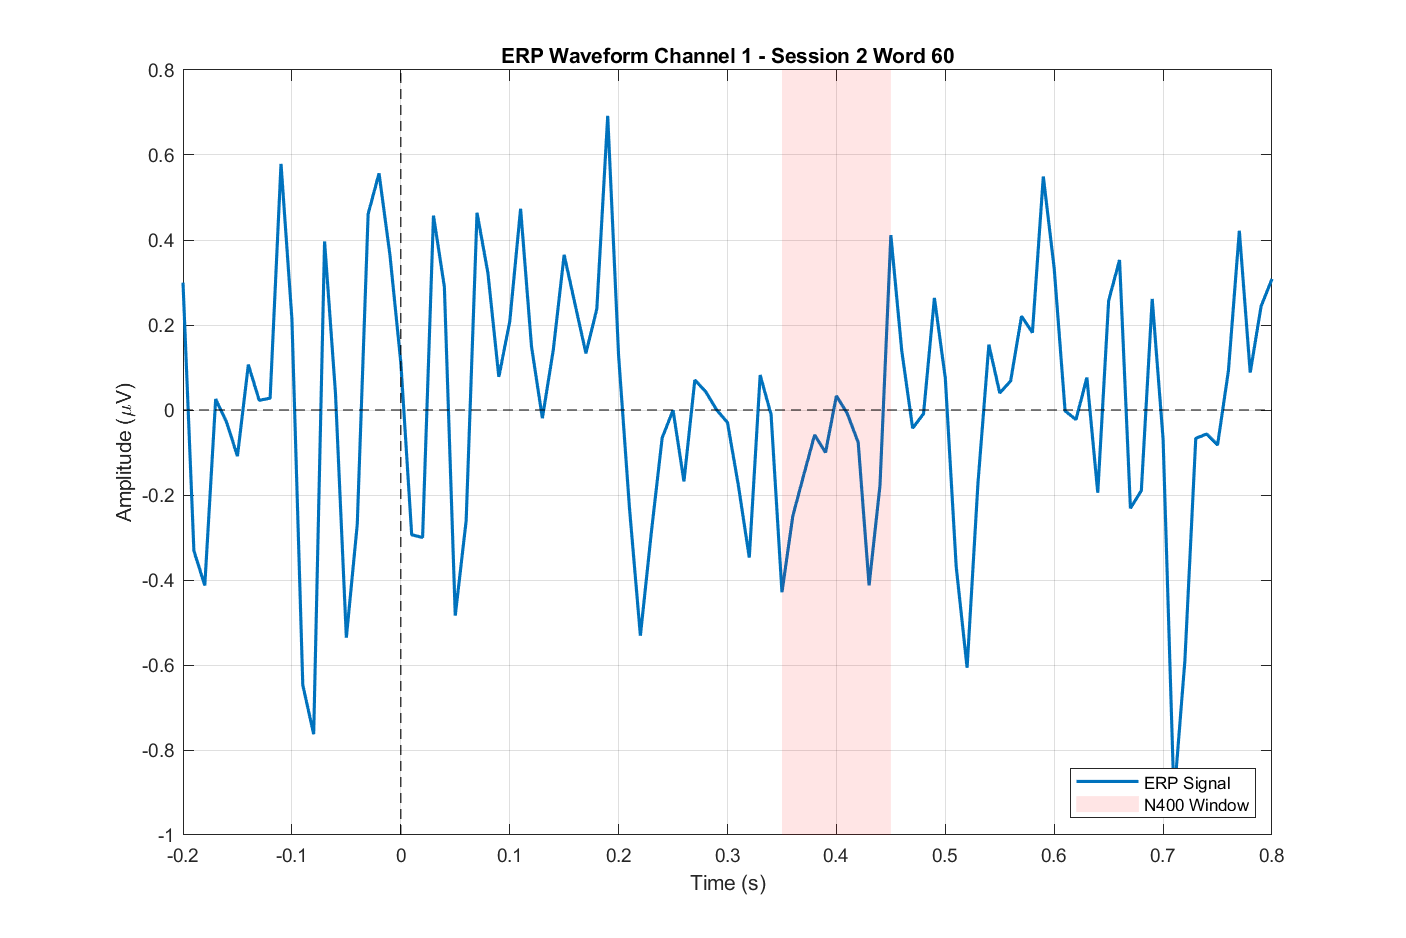 ERP Waveform Channel 1 - Session 2 Word 60
0.8
0.6
0.4
0.2
0
-0.2
-0.4
-0.6
-0.8
-1
Amplitude (μV)
-0.2 -0.1 0 0.1 0.2 0.3 0.4 0.5 0.6 0.7 0.8
Time (s)
ERP Signal
N400 Window